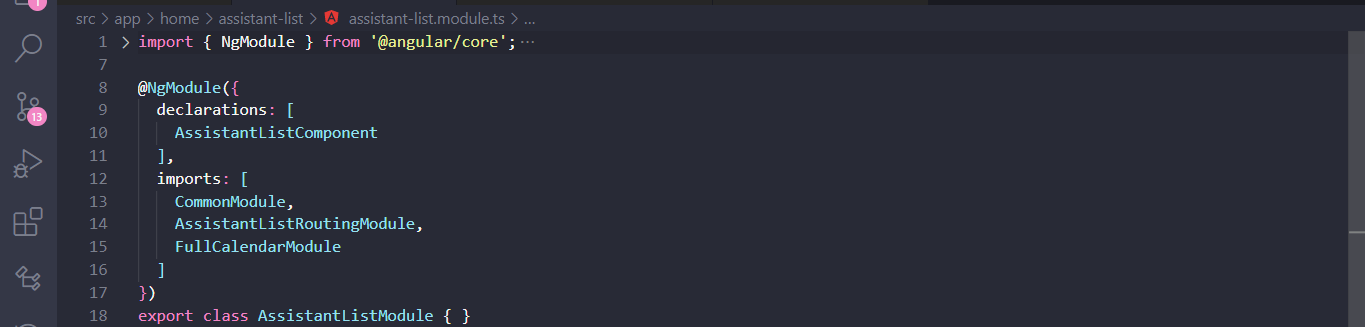 1
src > app > home > assistant-list > assistant-list.module.ts > ...
1 > import { NgModule } from '@angular/core'; ...
7
8 @NgModule({
9 declarations: [
10 AssistantListComponent
11 ],
12 imports: [
13 CommonModule,
14 AssistantListRoutingModule,
15 FullCalendarModule
16 ]
17 })
18 export class AssistantListModule { }
13